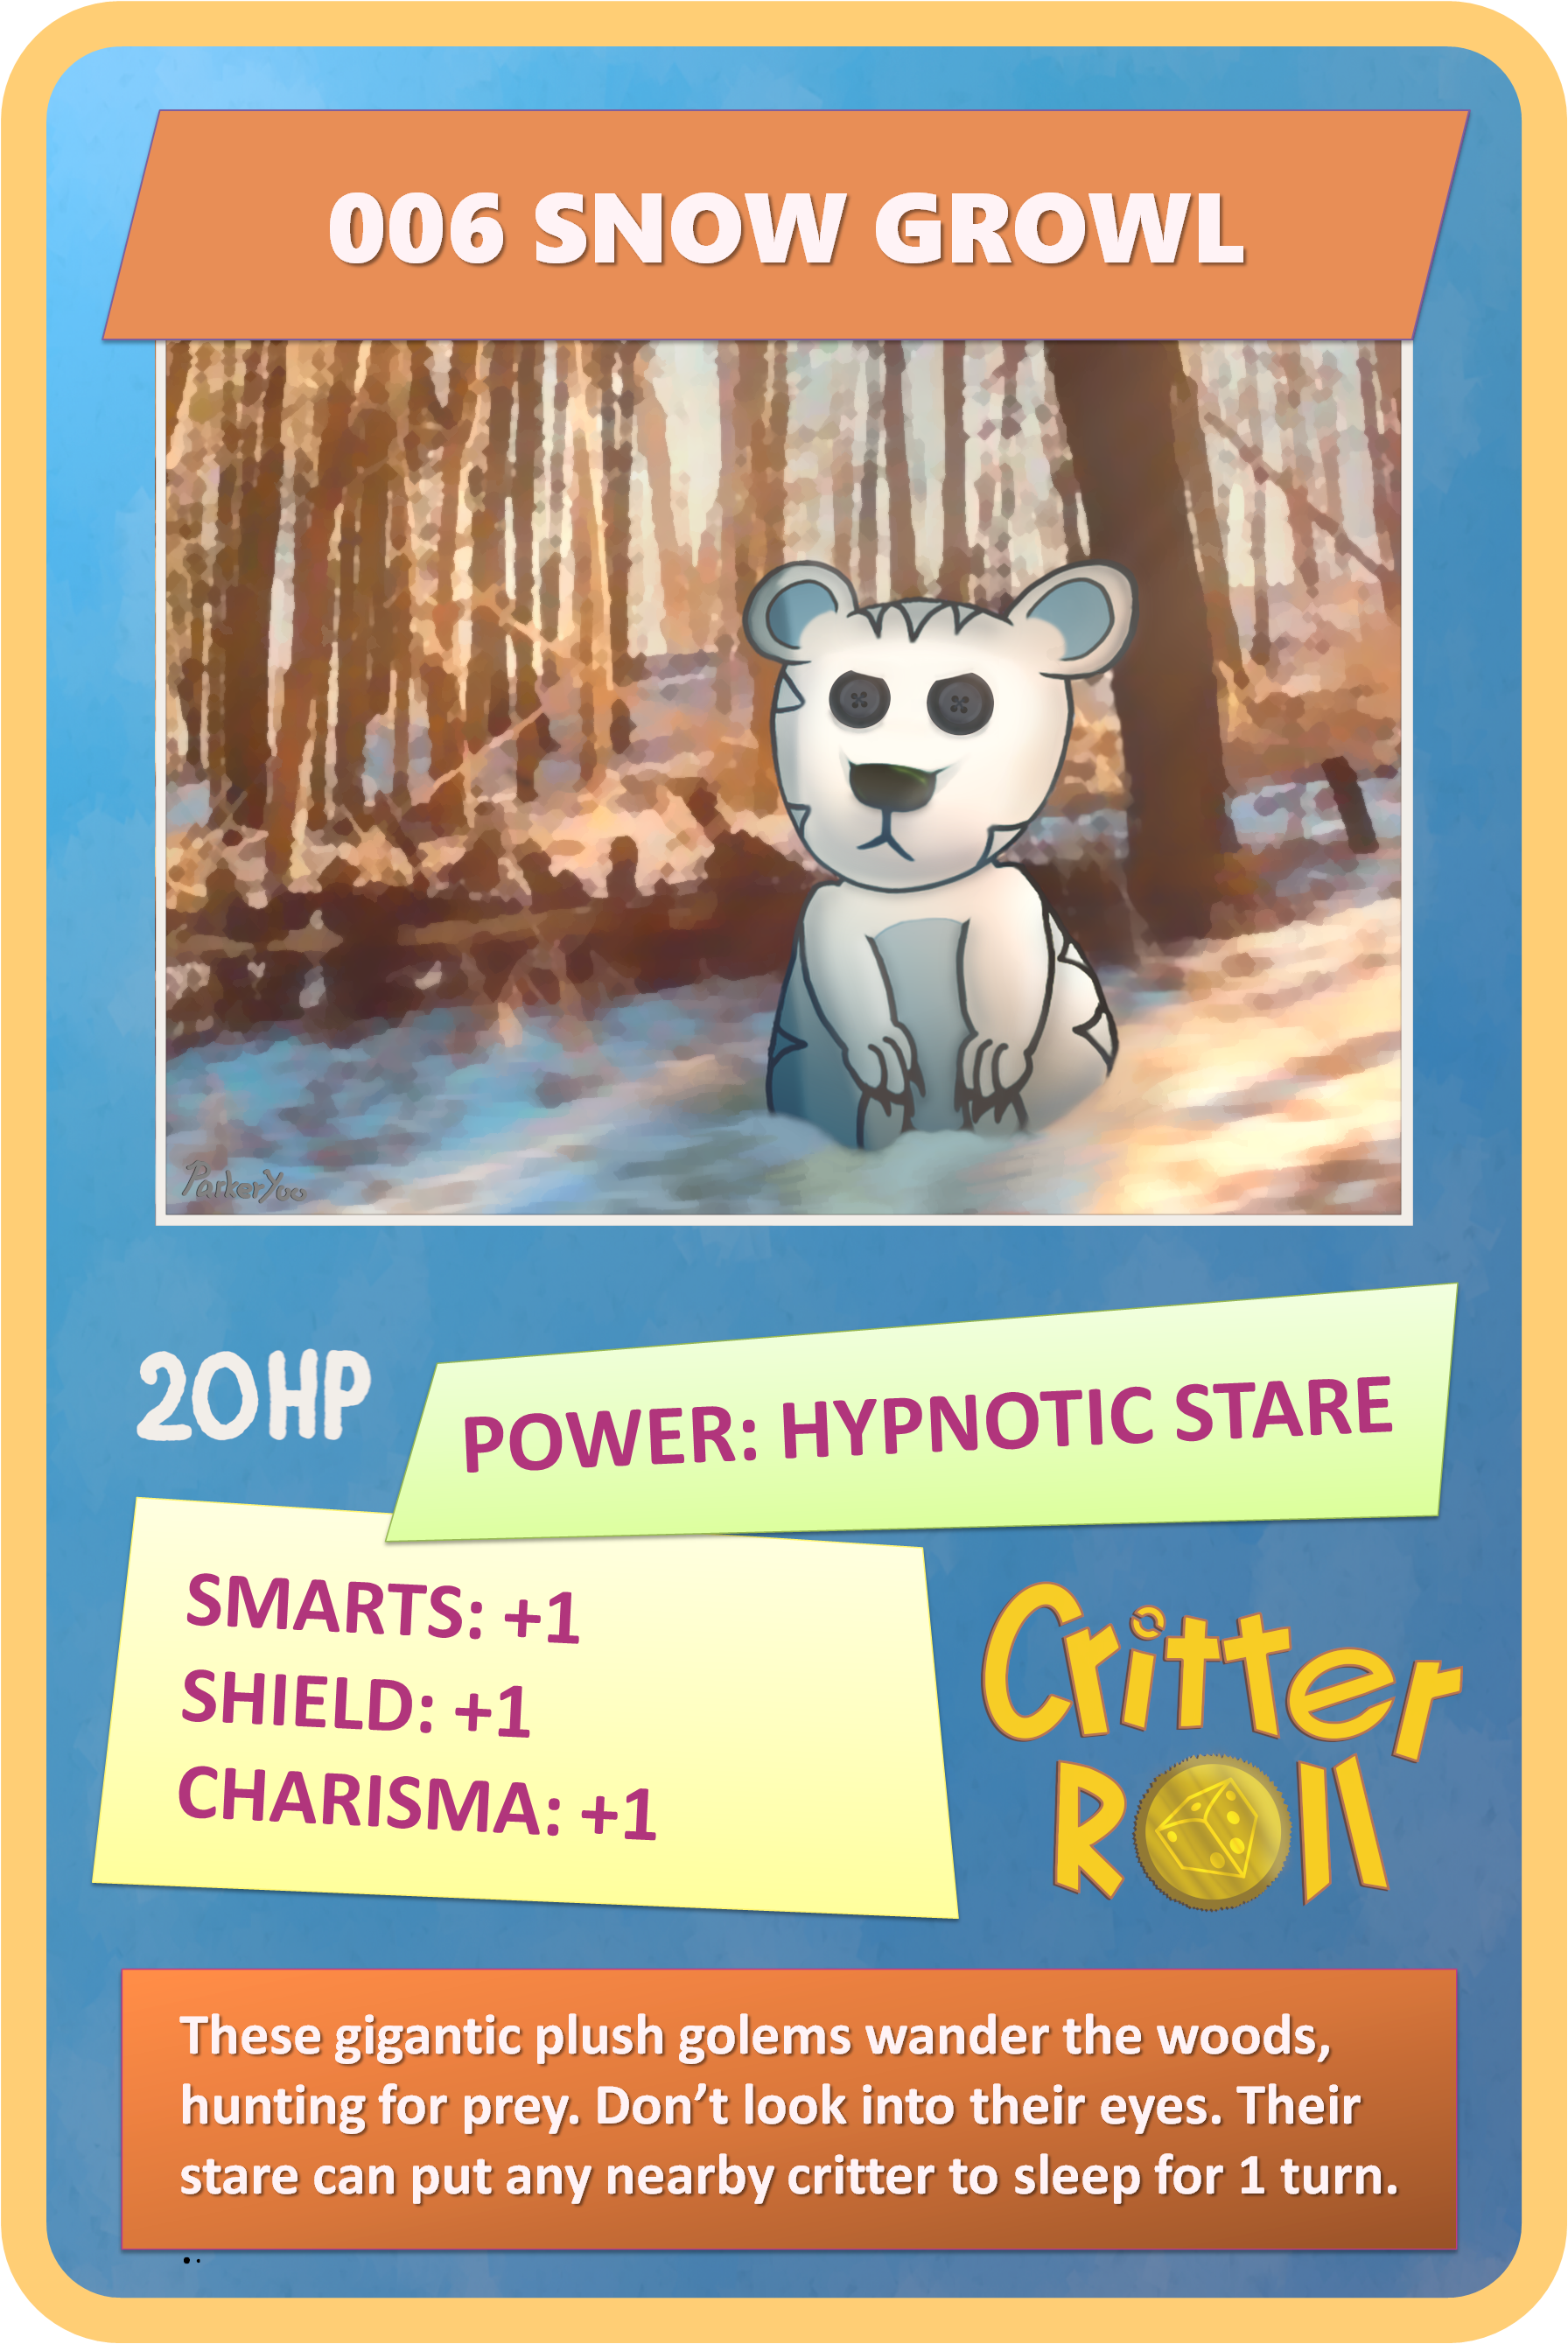 006 SNOW GROWL
ParkerYoo
20HP
POWER: HYPNOTIC STARE
SMARTS: +1
SHIELD: +1
CHARISMA: +1
Critter
Roll
These gigantic plush golems wander the woods,
hunting for prey. Don’t look into their eyes. Their
stare can put any nearby critter to sleep for 1 turn.